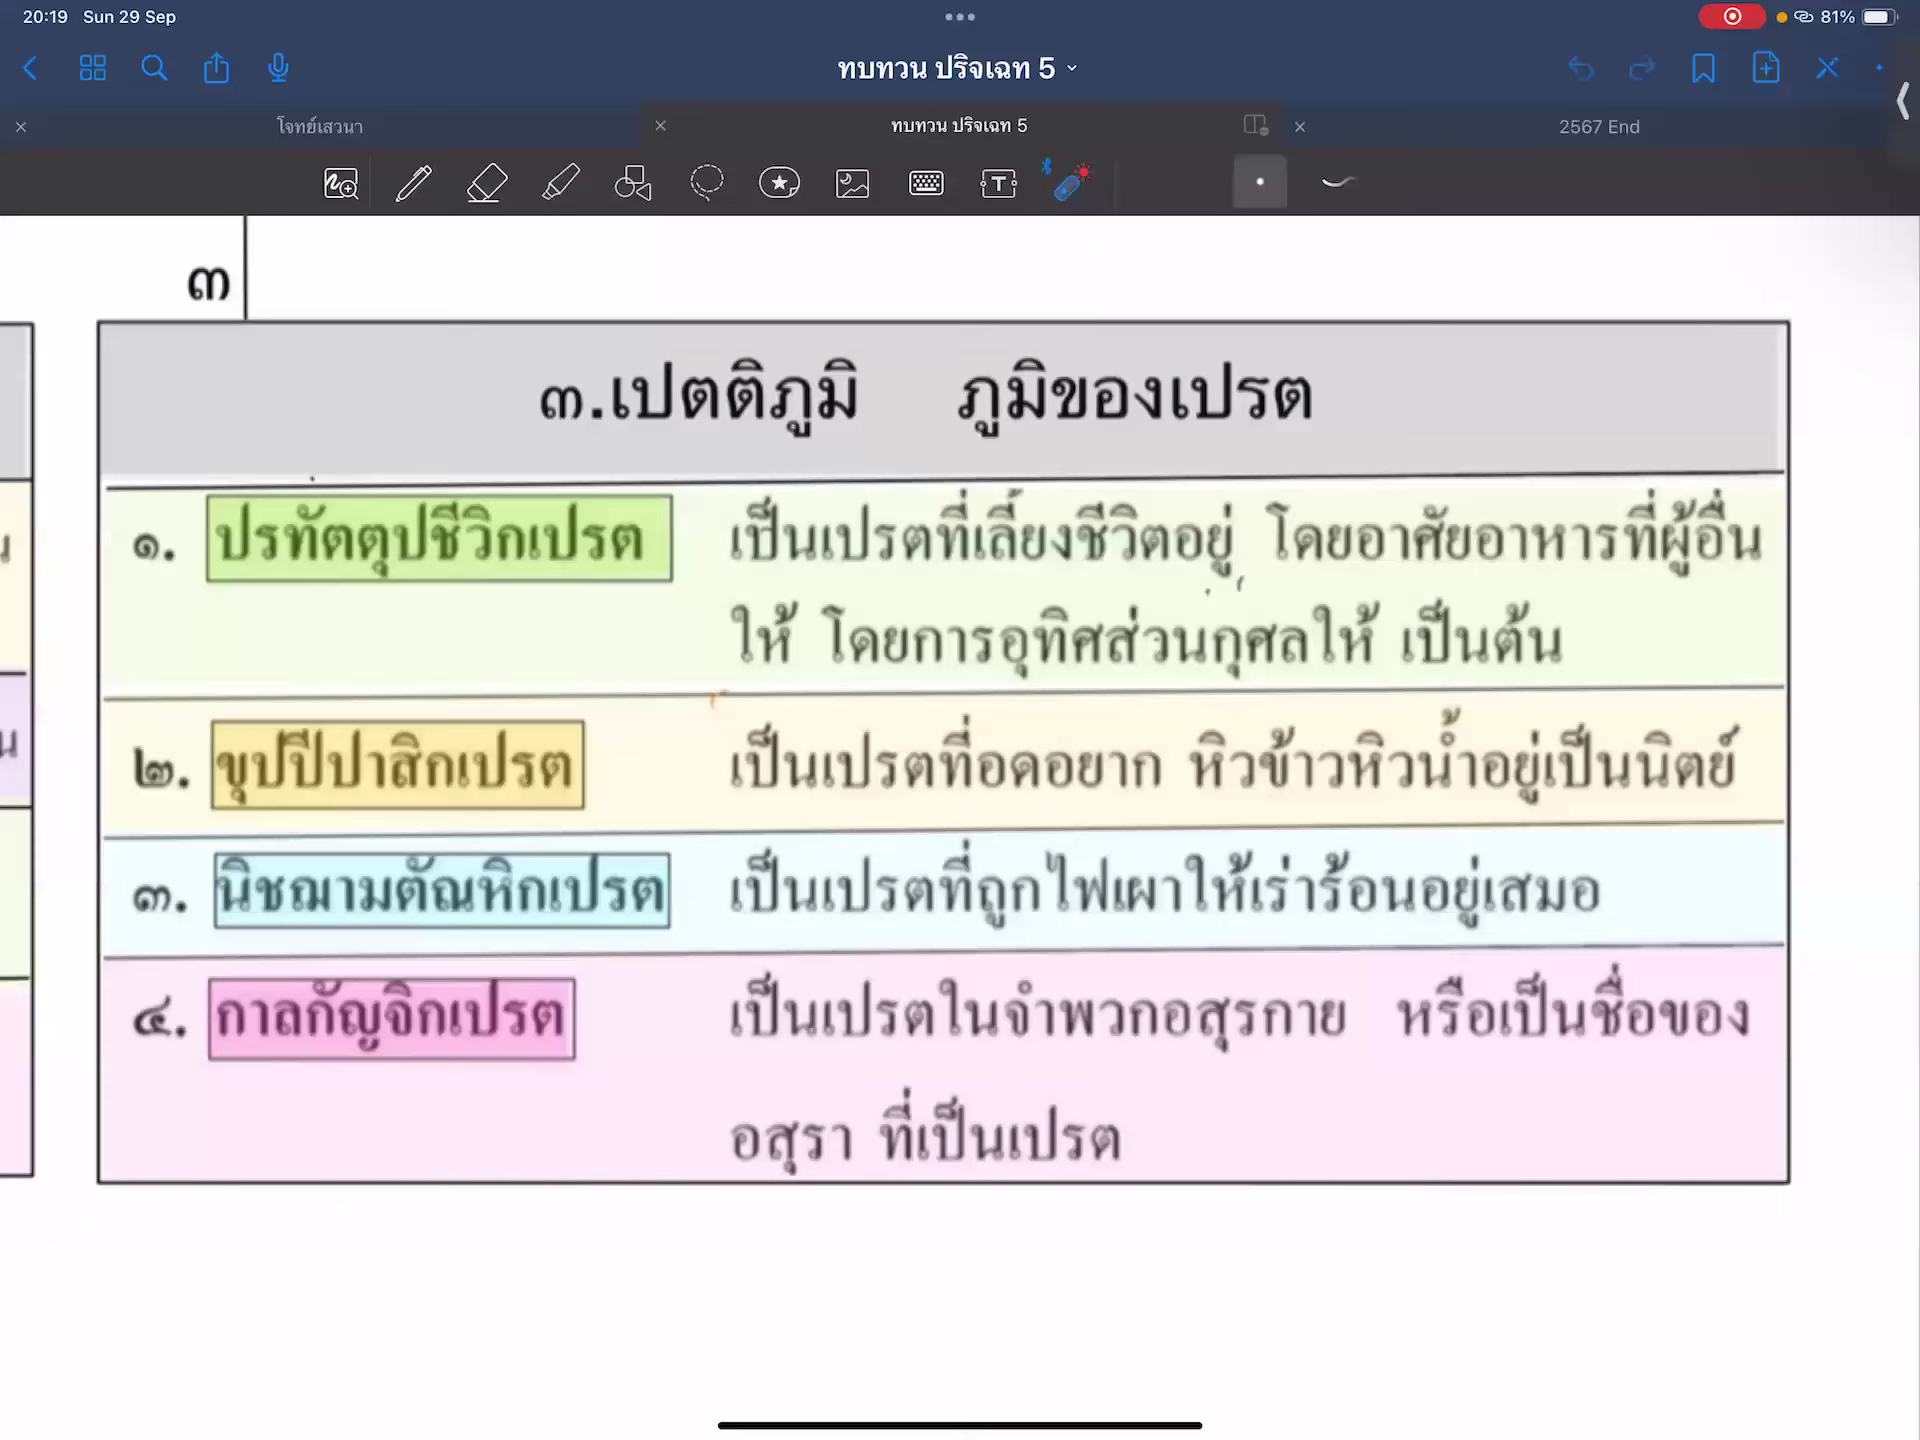 20:19 Sun 29 Sep
81%
ทบทวน ปริจเฉท 5
โจทย์เสวนา
ทบทวน ปริจเฉท 5
2567 End
๓
๓.เปตติภูมิ ภูมิของเปรต
๑. ปรทัตตุปชีวิกเปรต เป็นเปรตที่เลี้ยงชีวิตอยู่ โดยอาศัยอาหารที่ผู้อื่น
ให้ โดยการอุทิศส่วนกุศลให้ เป็นต้น
๒. ขุปปีปาสิกเปรต เป็นเปรตที่อดอยาก หิวข้าวหิวน้ำอยู่เป็นนิตย์
๓. นิชฌามตัณหิกเปรต เป็นเปรตที่ถูกไฟเผาให้เร่าร้อนอยู่เสมอ
๔. กาลกัญจิกเปรต เป็นเปรตในจำพวกอสุรกาย หรือเป็นชื่อของ
อสุรา ที่เป็นเปรต